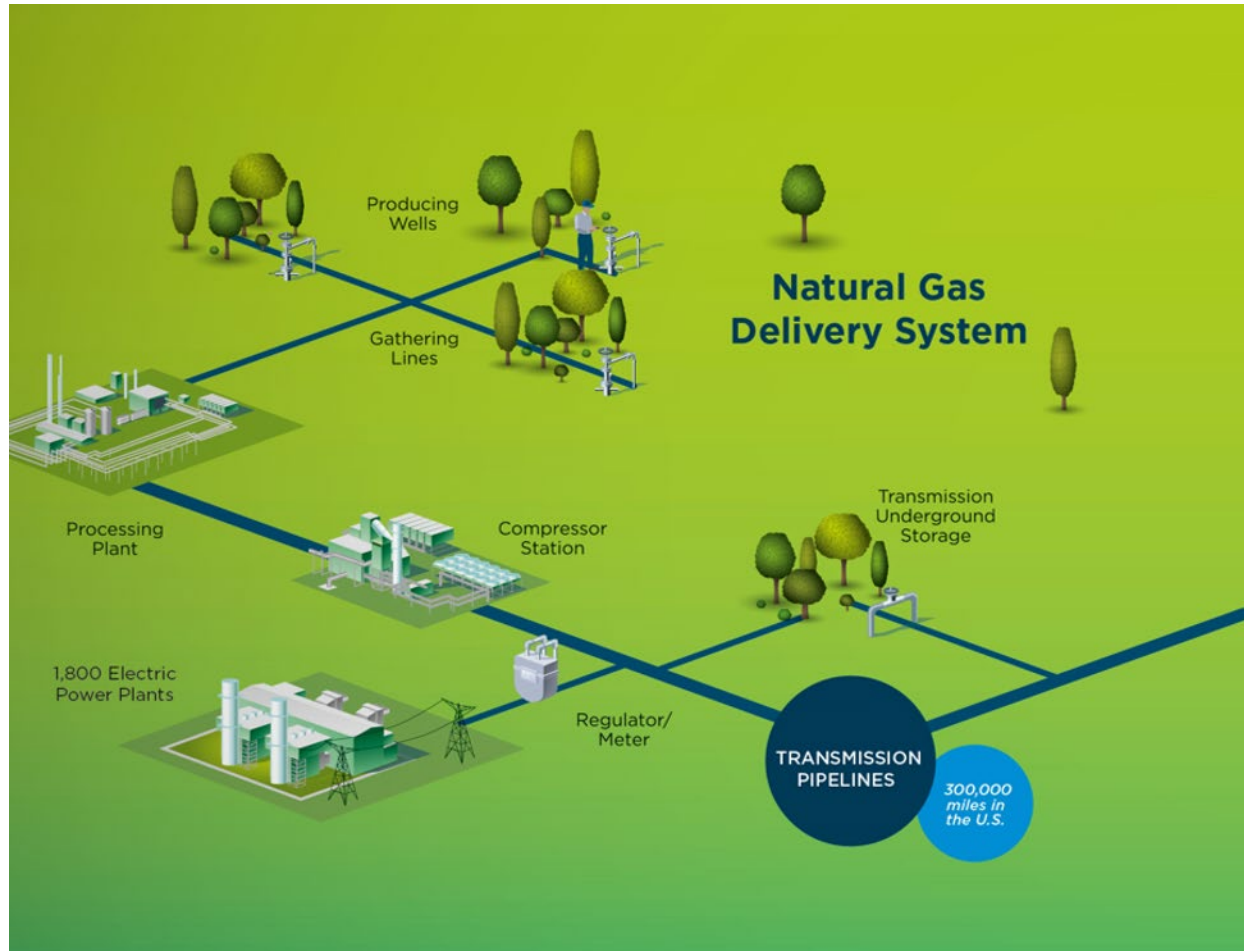 Producing
Wells
Natural Gas
Delivery System
Gathering
Lines
Processing
Plant
Compressor
Station
Transmission
Underground
Storage
1,800 Electric
Power Plants
Regulator/
Meter
TRANSMISSION
PIPELINES
300,000
miles in
the U.S.